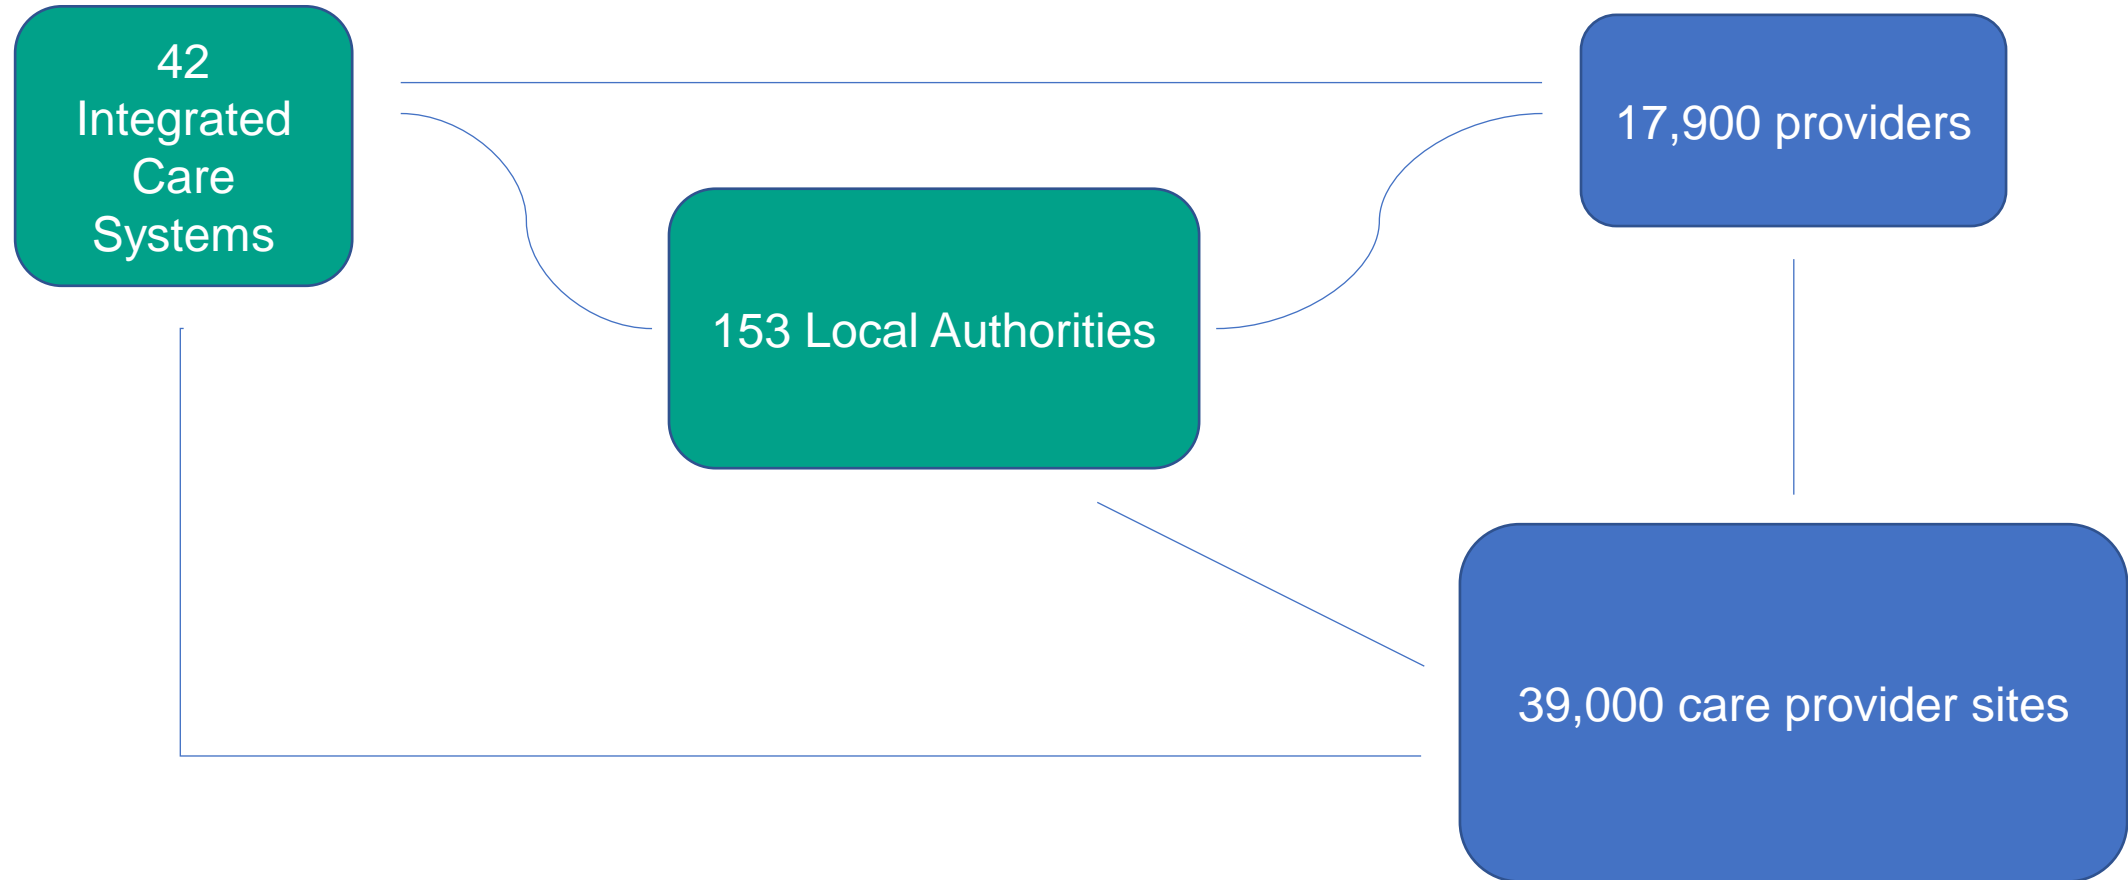 42
Integrated
Care
Systems
17,900 providers
153 Local Authorities
39,000 care provider sites